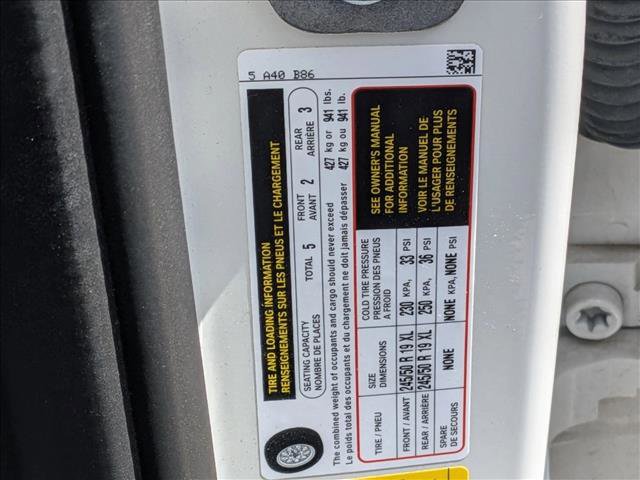 5 A40 B86
TIRE AND LOADING INFORMATION
RENSEIGNEMENTS SUR LES PNEUS ET LE CHARGEMENT
SEATING CAPACITY
NOMBRE DE PLACES
TOTAL 5
FRONT
AVANT 2
REAR
ARRIÈRE 3
The combined weight of occupants and cargo should never exceed 427 kg or 941 lbs.
Le poids total des occupants et du chargement ne doit jamais dépasser 427 kg ou 941 lb.
TIRE / PNEU
SIZE
DIMENSIONS
COLD TIRE PRESSURE
PRESSION DES PNEUS
A FROID
FRONT / AVANT 245/50 R 19 XL 230 KPA, 33 PSI
REAR / ARRIÈRE 245/50 R 19 XL 250 KPA, 36 PSI
SPARE
DE SECOURS
NONE NONE KPA, NONE PSI
SEE OWNER'S MANUAL
FOR ADDITIONAL
INFORMATION
VOIR LE MANUEL DE
L'USAGER POUR PLUS
DE RENSEIGNEMENTS